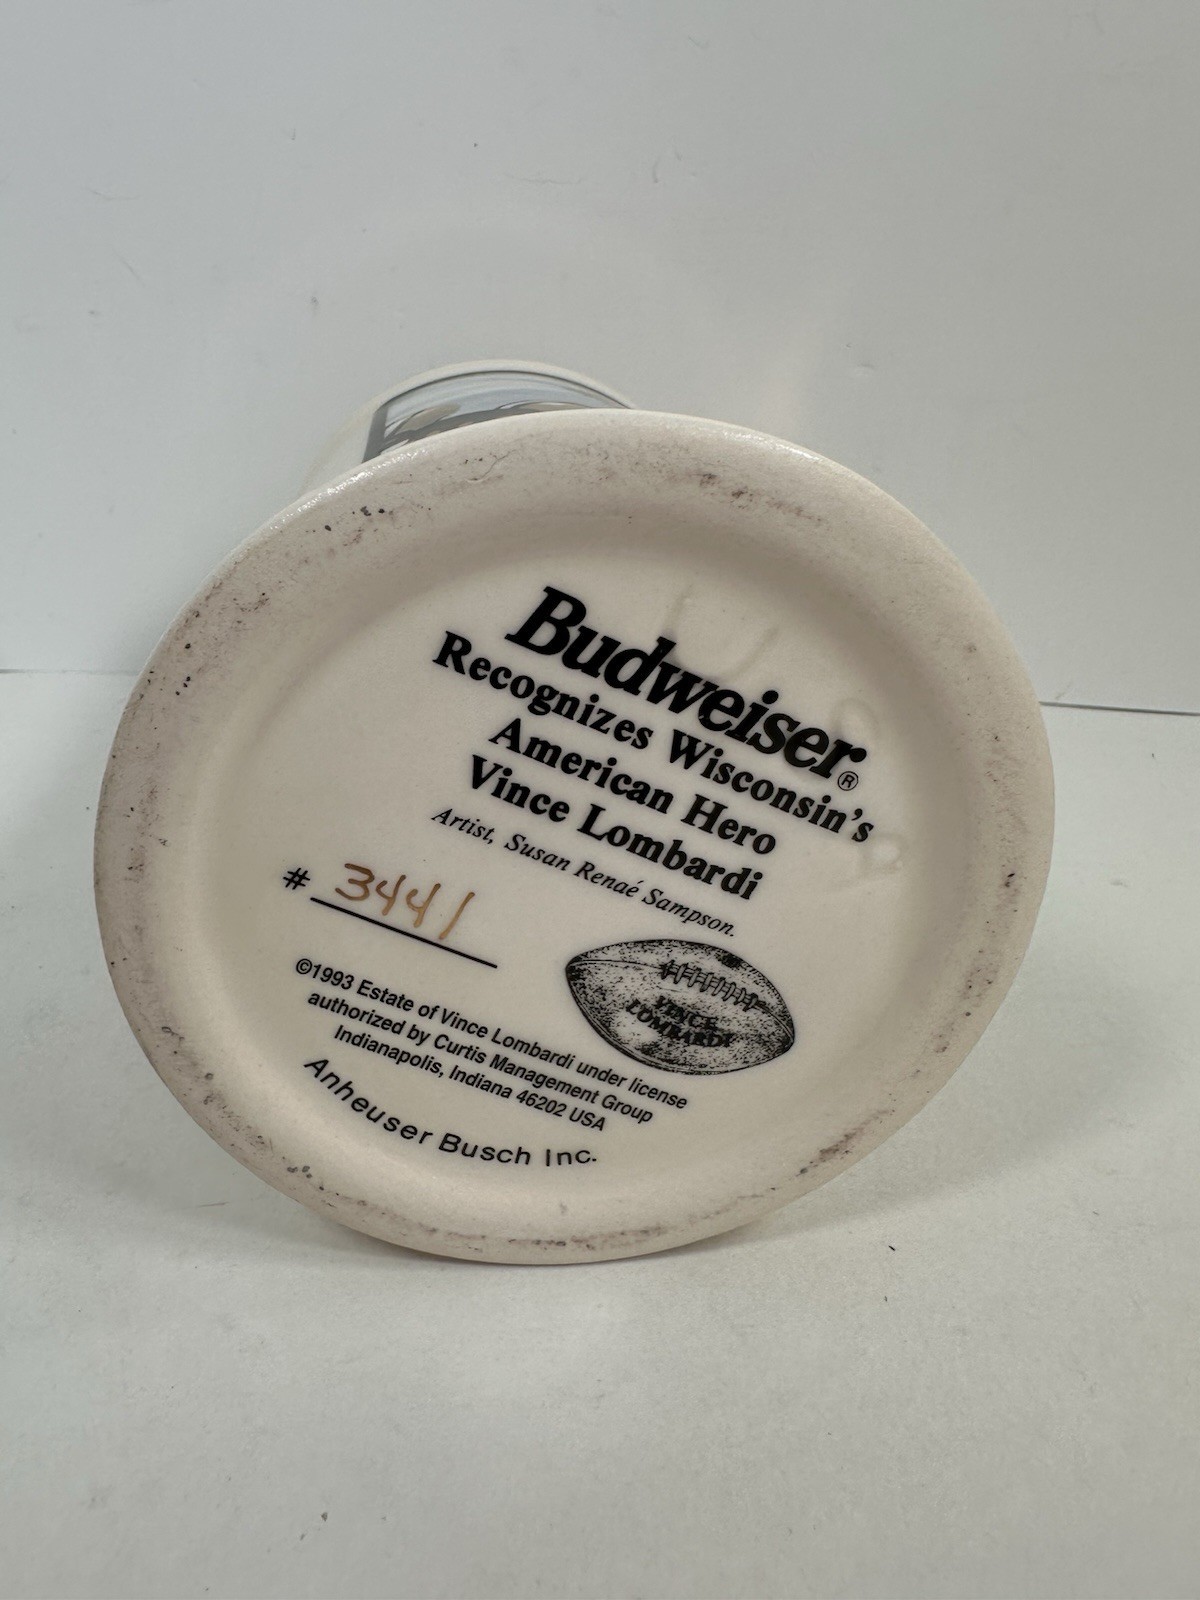 Budweiser®
Recognizes Wisconsin's
American Hero
Vince Lombardi
Artist, Susan Renaé Sampson.
# 3441
VINCE
LOMBARDI
©1993 Estate of Vince Lombardi under license
authorized by Curtis Management Group
Indianapolis, Indiana 46202 USA
Anheuser Busch Inc.